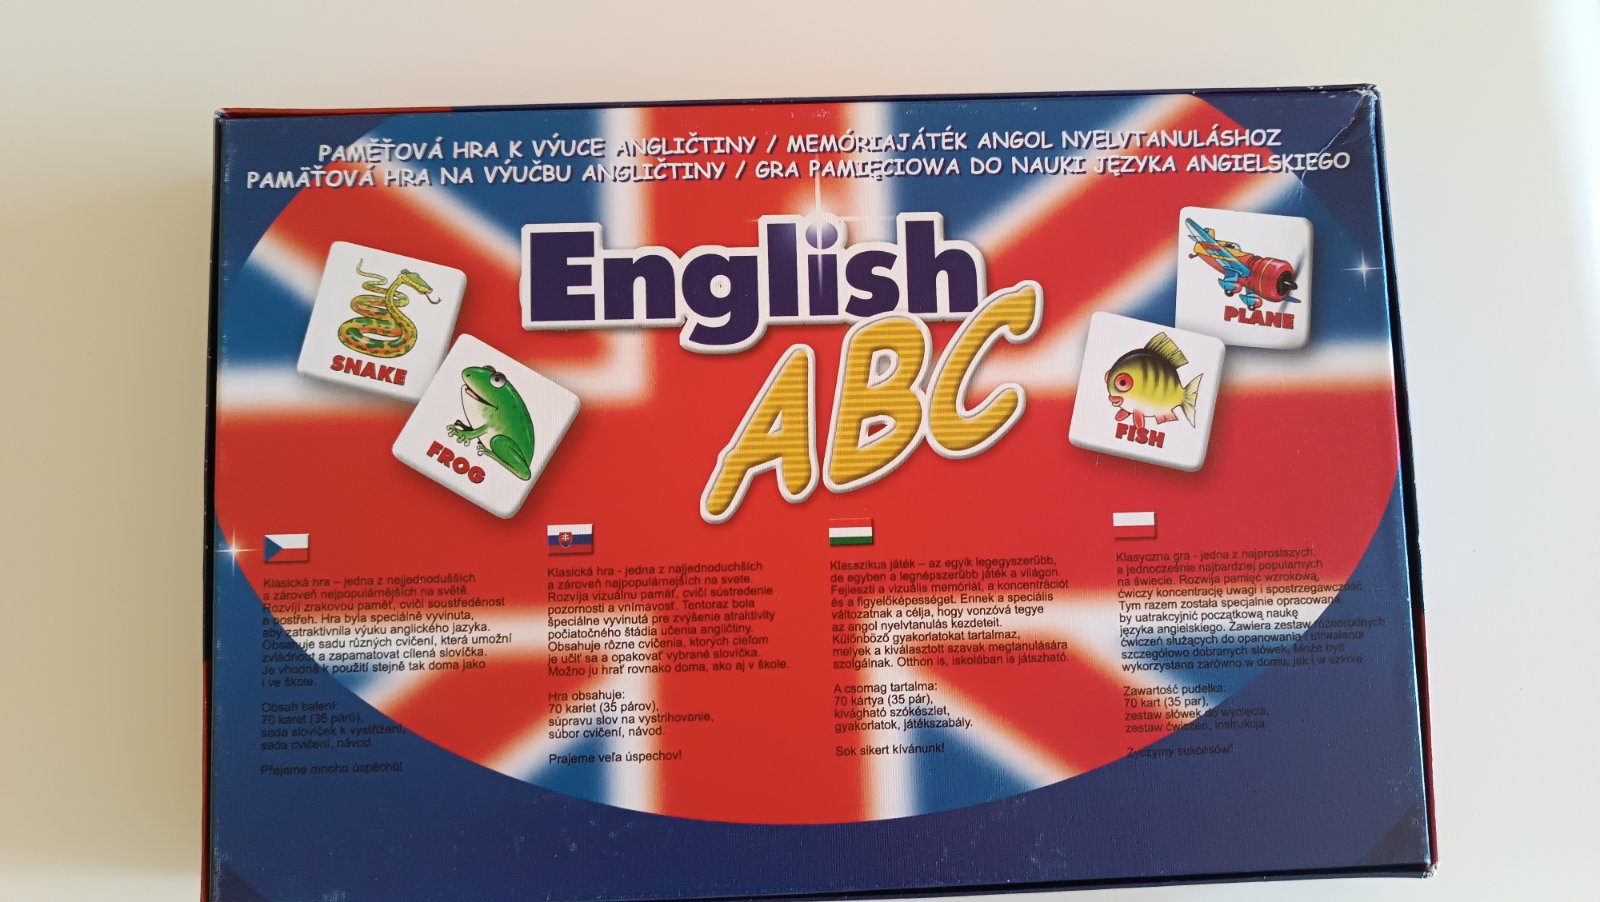 PAMĚŤOVÁ HRA K VÝUCE ANGLIČTINY / MEMÓRIAJÁTÉK ANGOL NYELVTANULÁSHOZ
PAMÄŤOVÁ HRA NA VÝUČBU ANGLIČTINY / GRA PAMIĘCIOWA DO NAUKI JĘZYKA ANGIELSKIEGO
English
ABC
SNAKE
FROG
PLANE
FISH
Klasická hra – jedna z nejjednodušších
a zároveň nejpopulámějších na světě.
Rozvíjí zrakovou paměť, cvičí soustředěnost
a postřeh. Hra byla speciálně vyvinuta,
aby zatraktivnila výuku anglického jazyka.
Obsahuje sadu různých cvičení, která umožní
zvládnout a zapamatovat cílená slovíčka.
Je vhodná k použití stejně tak doma jako
i ve škole.
Obsah balení:
70 karet (35 párů),
sada slovíček k vystřižení,
sada cvičení, návod.
Přejeme mnoho úspěchů!
Klasická hra - jedna z najjednoduchších
a zároveň najpopulárnejších na svete.
Rozvíja vizuálnu pamäť, cvičí sústredenie
pozornosti a vnímavosť. Tentoraz bola
špeciálne vyvinutá pre zvýšenie atraktivity
počiatočného štádia učenia angličtiny.
Obsahuje rôzne cvičenia, ktorých cieľom
je učiť sa a opakovať vybrané slovíčka.
Možno ju hrať rovnako doma, ako aj v škole.
Hra obsahuje:
70 kariet (35 párov),
súpravu slov na vystrihovanie,
súbor cvičení, návod.
Prajeme veľa úspechov!
Klasszikus játék – az egyik legegyszerűbb,
de egyben a legnépszerűbb játék a világon.
Fejleszti a vizuális memóriát, a koncentrációt
és a figyelőképességet. Ennek a speciális
változatnak a célja, hogy vonzóvá tegye
az angol nyelvtanulás kezdeteit.
Különböző gyakorlatokat tartalmaz,
melyek a kiválasztott szavak megtanulására
szolgálnak. Otthon is, iskolában is játszható.
A csomag tartalma:
70 kártya (35 pár),
kivágható szókészlet,
gyakorlatok, játékszabály.
Sok sikert kívánunk!
Klasyczna gra - jedna z najprostszych
a jednocześnie najbardziej popularnych
na świecie. Rozwija pamięć wzrokową,
ćwiczy koncentrację uwagi i spostrzegawczość.
Tym razem została specjalnie opracowana,
by uatrakcyjnić początkową naukę
języka angielskiego. Zawiera zestaw różnorodnych
ćwiczeń służących do opanowania i utrwalenia
szczegółowo dobranych słówek. Może być
wykorzystana zarówno w domu, jak i w szkole.
Zawartość pudełka:
70 kart (35 par),
zestaw słówek do wycięcia,
zestaw ćwiczeń, instrukcja.
Życzymy sukcesów!